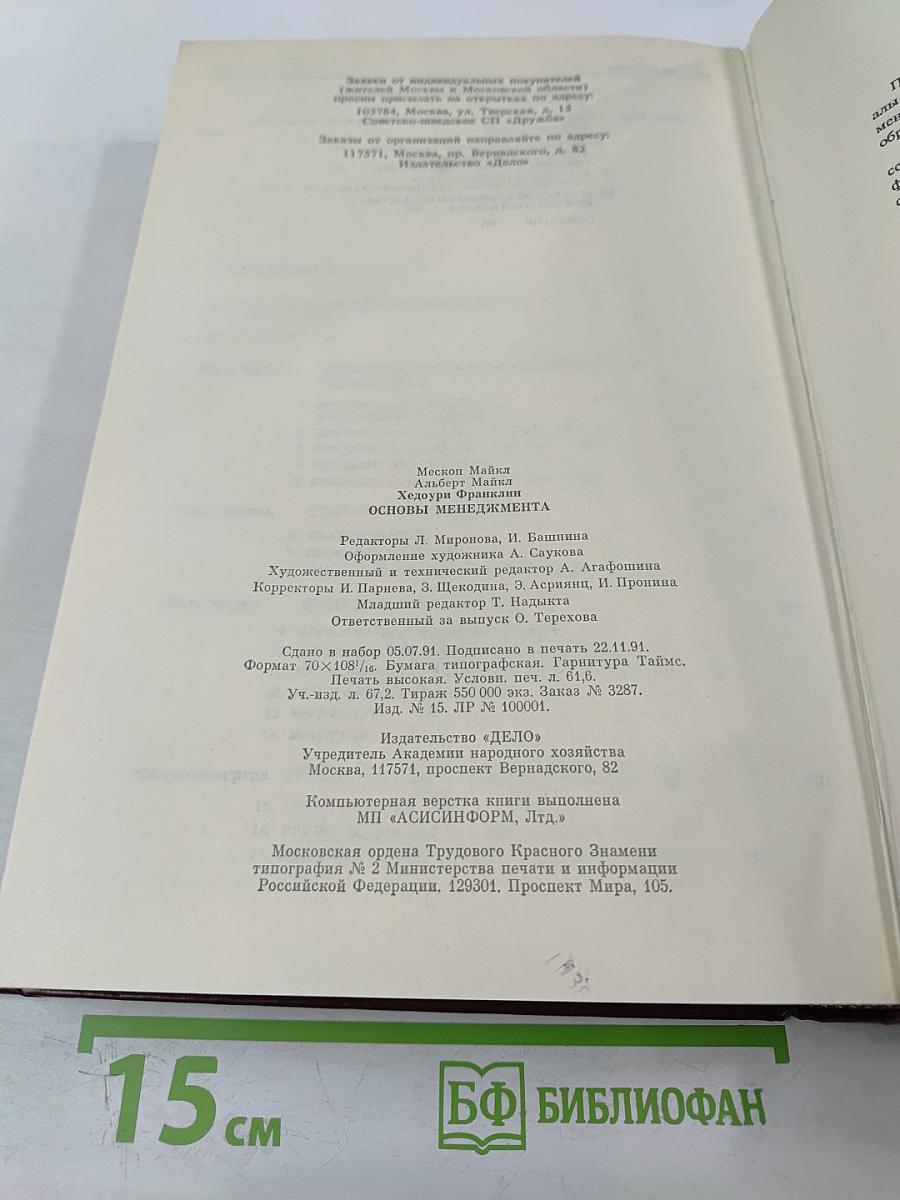 Заявки от индивидуальных покупателей
(жителей Москвы и Московской области)
просим присылать на открытках по адресу:
103784, Москва, ул. Тверская, д. 15
Советско-шведское СП «Дружба»
Заказы от организаций направляйте по адресу:
117571, Москва, пр. Вернадского, д. 82
Издательство «Дело»
Мескон Майкл
Альберт Майкл
Хедоури Франклин
ОСНОВЫ МЕНЕДЖМЕНТА
Редакторы Л. Миронова, И. Башнина
Оформление художника А. Саукова
Художественный и технический редактор А. Агафошина
Корректоры И. Парнева, З. Щекодина, Э. Асриянц, И. Пронина
Младший редактор Т. Надыкта
Ответственный за выпуск О. Терехова
Сдано в набор 05.07.91. Подписано в печать 22.11.91.
Формат 70×108¹/₁₆. Бумага типографская. Гарнитура Таймс.
Печать высокая. Условн. печ. л. 61,6.
Уч.-изд. л. 67,2. Тираж 550 000 экз. Заказ № 3287.
Изд. № 15. ЛР № 100001.
Издательство «ДЕЛО»
Учредитель Академии народного хозяйства
Москва, 117571, проспект Вернадского, 82
Компьютерная верстка книги выполнена
МП «АСИСИНФОРМ, Лтд.»
Московская ордена Трудового Красного Знамени
типография № 2 Министерства печати и информации
Российской Федерации. 129301. Проспект Мира, 105.
15 см
БФ БИБЛИОФАН